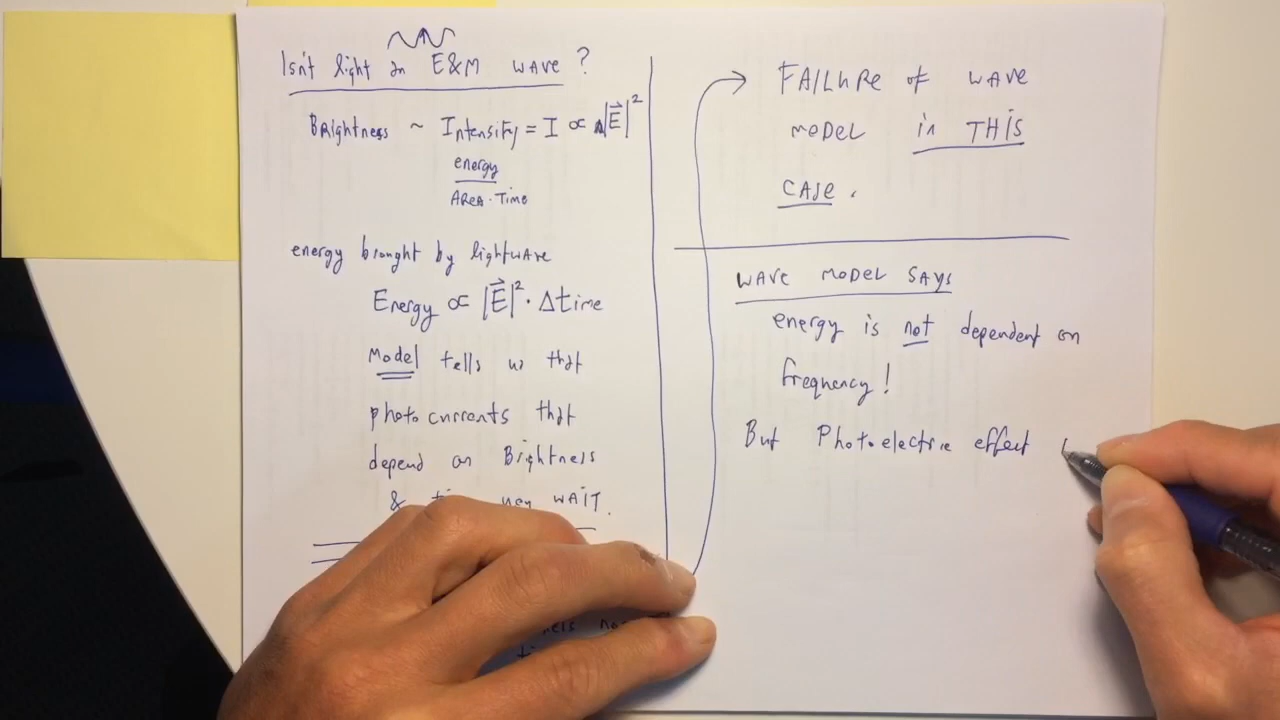 Isn't light an E&M wave?
Brightness ~ Intensity = I ∝ |E⃗|²
energy
Area·Time
energy brought by lightwave
Energy ∝ |E⃗|²·Δtime
Model tells us that
photocurrents that
depend on Brightness
& WAIT.
FAILURE of WAVE
MODEL in THIS
CASE.
WAVE MODEL SAYS
energy is not dependent on
frequency!
But Photoelectric effect